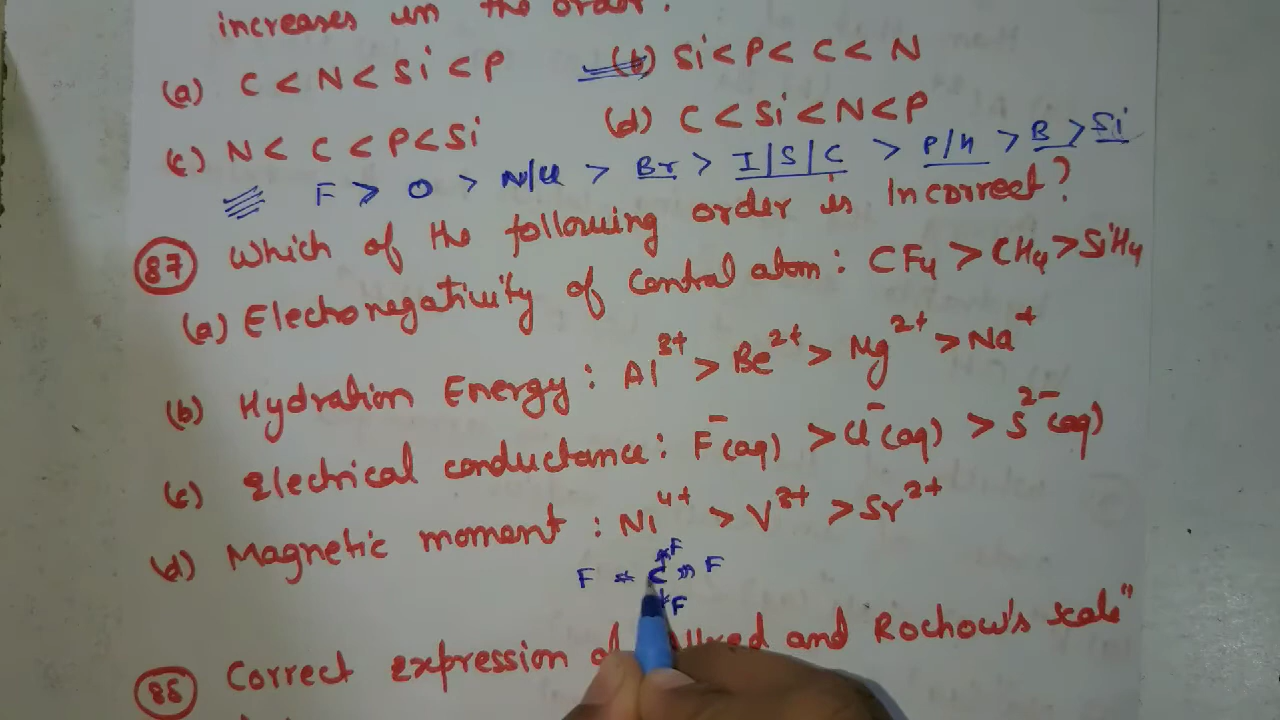 increases in the order.
(a) C < N < Si < P (b) Si < P < C < N
(c) N < C < P < Si (d) C < Si < N < P
F > O > N/Cl > Br > I/S/C > P/H > B > Si
87 Which of the following order is Incorrect?
(a) Electronegativity of Central atom : CF4 > CH4 > SiH4
(b) Hydration Energy : Al3+ > Be2+ > Mg2+ > Na+
(c) Electrical conductance : F-(aq) > Cl-(aq) > S2-(aq)
(d) Magnetic moment : Ni4+ > V3+ > Sr2+
F
F C F
F
88 Correct expression of and Rochow's scale"